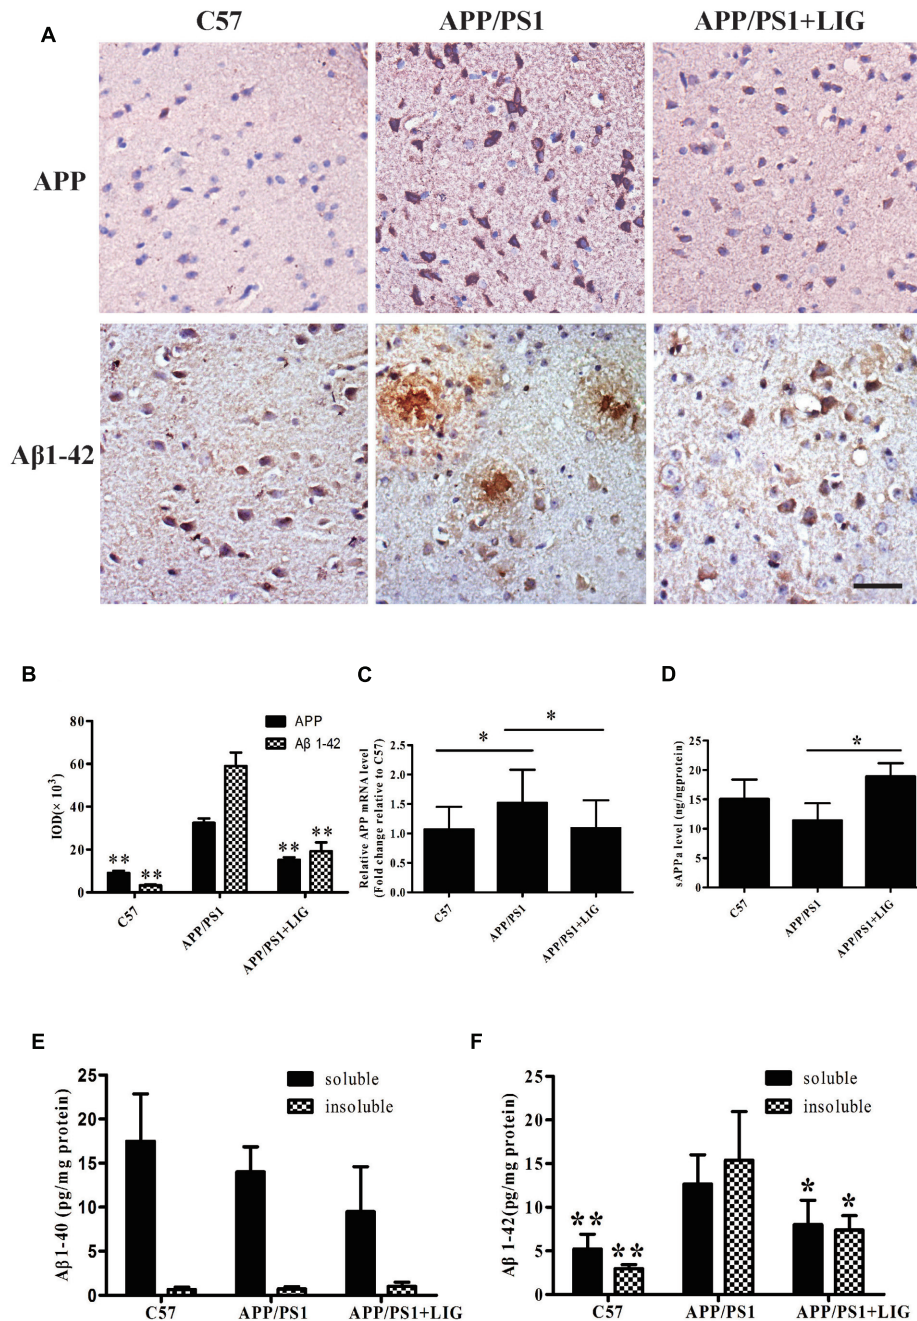 A
C57
APP/PS1
APP/PS1+LIG
APP
Aβ1-42
B
IOD(× 10³)
80
60
40
20
0
APP
Aβ 1-42
**
**
**
**
C57
APP/PS1
APP/PS1+LIG
C
Relative APP mRNA level
(Fold change relative to C57)
2.5
2.0
1.5
1.0
0.5
0.0
*
*
C57
APP/PS1
APP/PS1+LIG
D
sAPPa level (ng/ngprotein)
25
20
15
10
5
0
*
C57
APP/PS1
APP/PS1+LIG
E
Aβ 1-40 (pg/mg protein)
25
20
15
10
5
0
soluble
insoluble
C57
APP/PS1
APP/PS1+LIG
F
Aβ 1-42 (pg/mg protein)
25
20
15
10
5
0
soluble
insoluble
**
**
*
*
C57
APP/PS1
APP/PS1+LIG